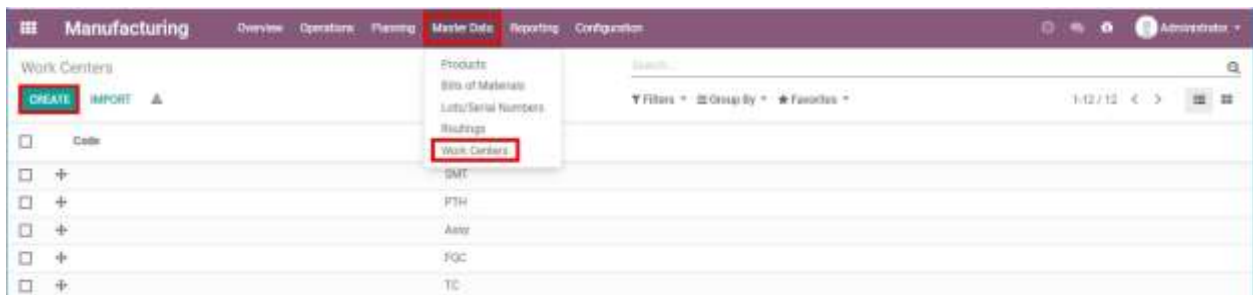 Manufacturing Overview Operations Planning Master Data Reporting Configuration Administrator
Work Centers
Search...
CREATE IMPORT
Filters Group By Favorites
1-12 / 12
Products
Bills of Materials
Lots/Serial Numbers
Routings
Work Centers
Code
SMT
PTH
Assy
FGC
TC